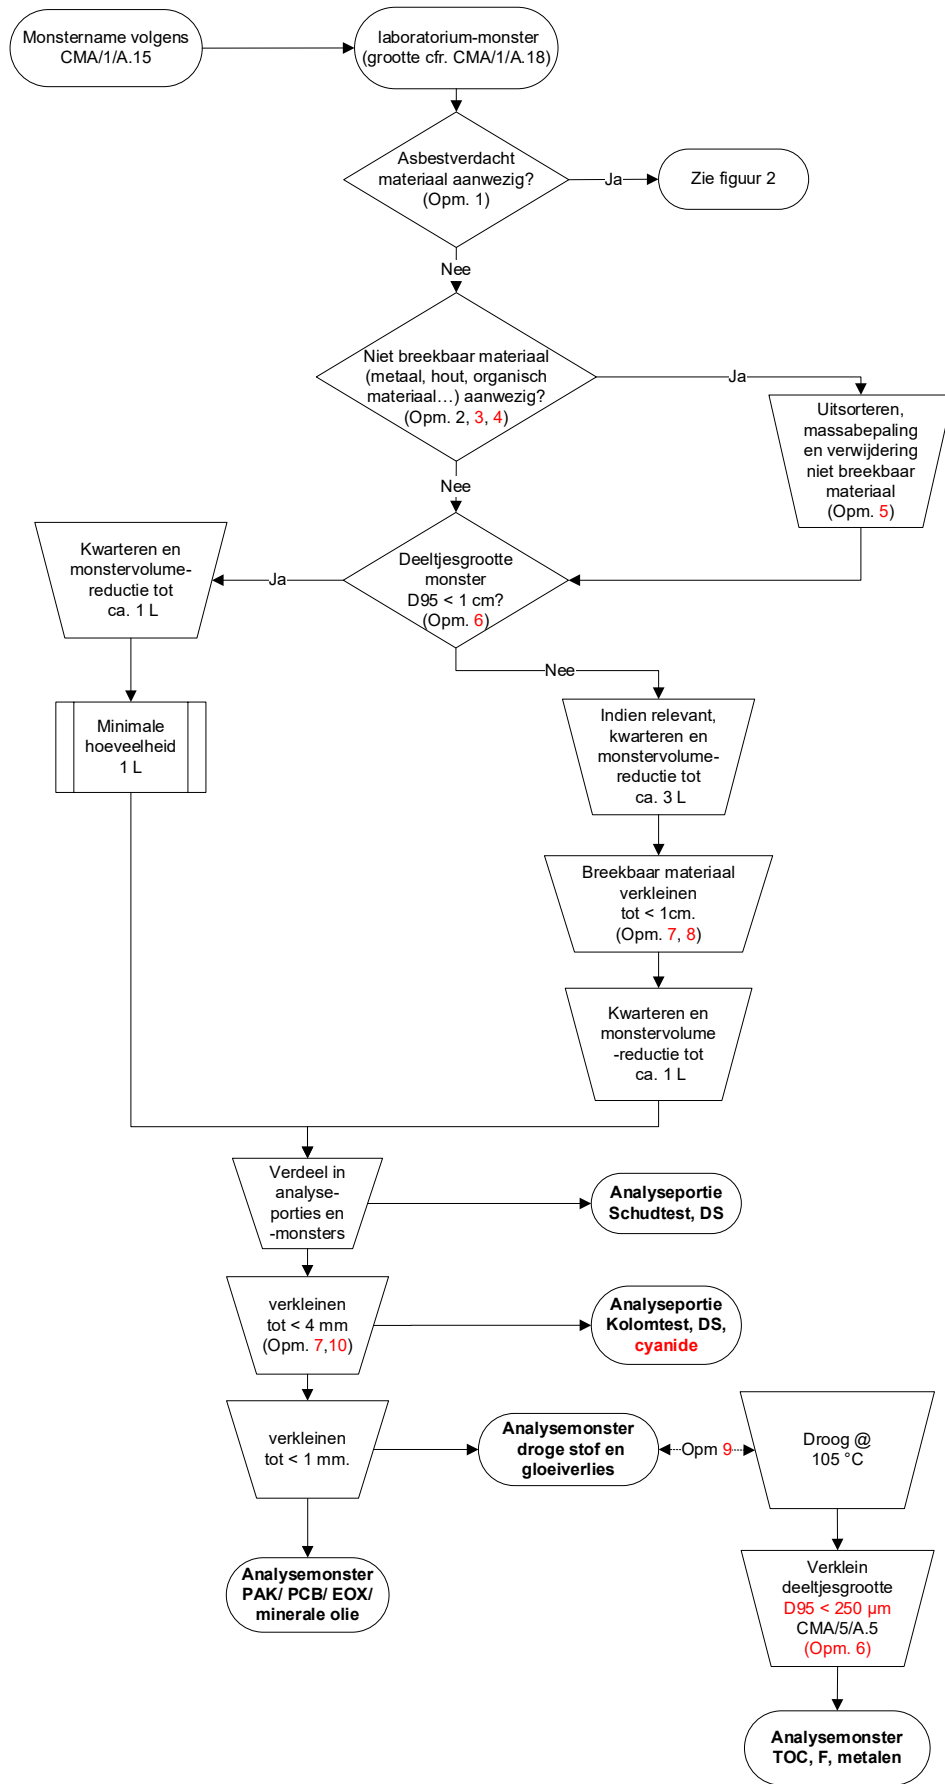 Monstername volgens
CMA/1/A.15
laboratorium-monster
(grootte cfr. CMA/1/A.18)
Asbestverdacht
materiaal aanwezig?
(Opm. 1)
Ja
Zie figuur 2
Nee
Niet breekbaar materiaal
(metaal, hout, organisch
materiaal…) aanwezig?
(Opm. 2, 3, 4)
Ja
Uitsorteren,
massabepaling
en verwijdering
niet breekbaar
materiaal
(Opm. 5)
Nee
Deeltjesgrootte
monster
D95 < 1 cm?
(Opm. 6)
Ja
Kwarteren en
monstervolume-
reductie tot
ca. 1 L
Minimale
hoeveelheid
1 L
Nee
Indien relevant,
kwarteren en
monstervolume-
reductie tot
ca. 3 L
Breekbaar materiaal
verkleinen
tot < 1cm.
(Opm. 7, 8)
Kwarteren en
monstervolume
-reductie tot
ca. 1 L
Verdeel in
analyse-
porties en
-monsters
Analyseportie
Schudtest, DS
verkleinen
tot < 4 mm
(Opm. 7,10)
Analyseportie
Kolomtest, DS,
cyanide
verkleinen
tot < 1 mm.
Analysemonster
droge stof en
gloeiverlies
Opm 9
Droog @
105 °C
Analysemonster
PAK/ PCB/ EOX/
minerale olie
Verklein
deeltjesgrootte
D95 < 250 µm
CMA/5/A.5
(Opm. 6)
Analysemonster
TOC, F, metalen